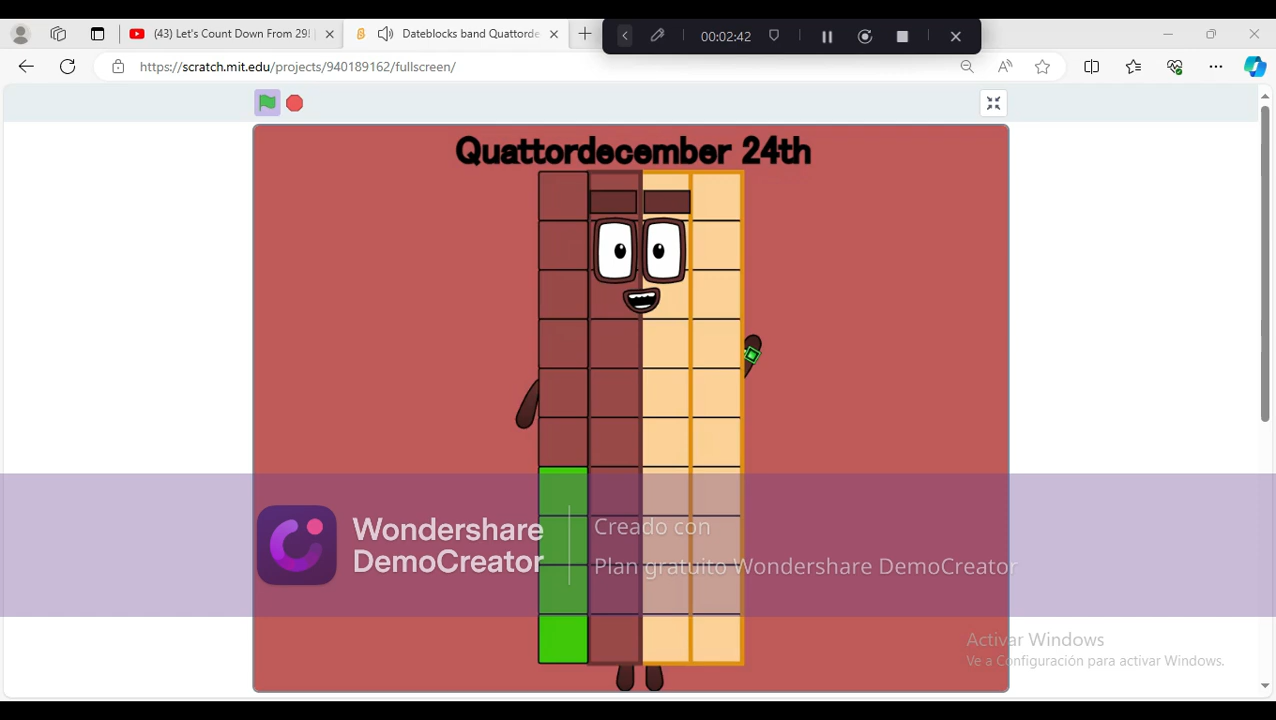 (43) Let's Count Down From 29!
Dateblocks band Quattorde
00:02:42
https://scratch.mit.edu/projects/940189162/fullscreen/
Quattordecember 24th
Wondershare
DemoCreator
Creado con
Plan gratuito Wondershare DemoCreator
Activar Windows
Ve a Configuración para activar Windows.